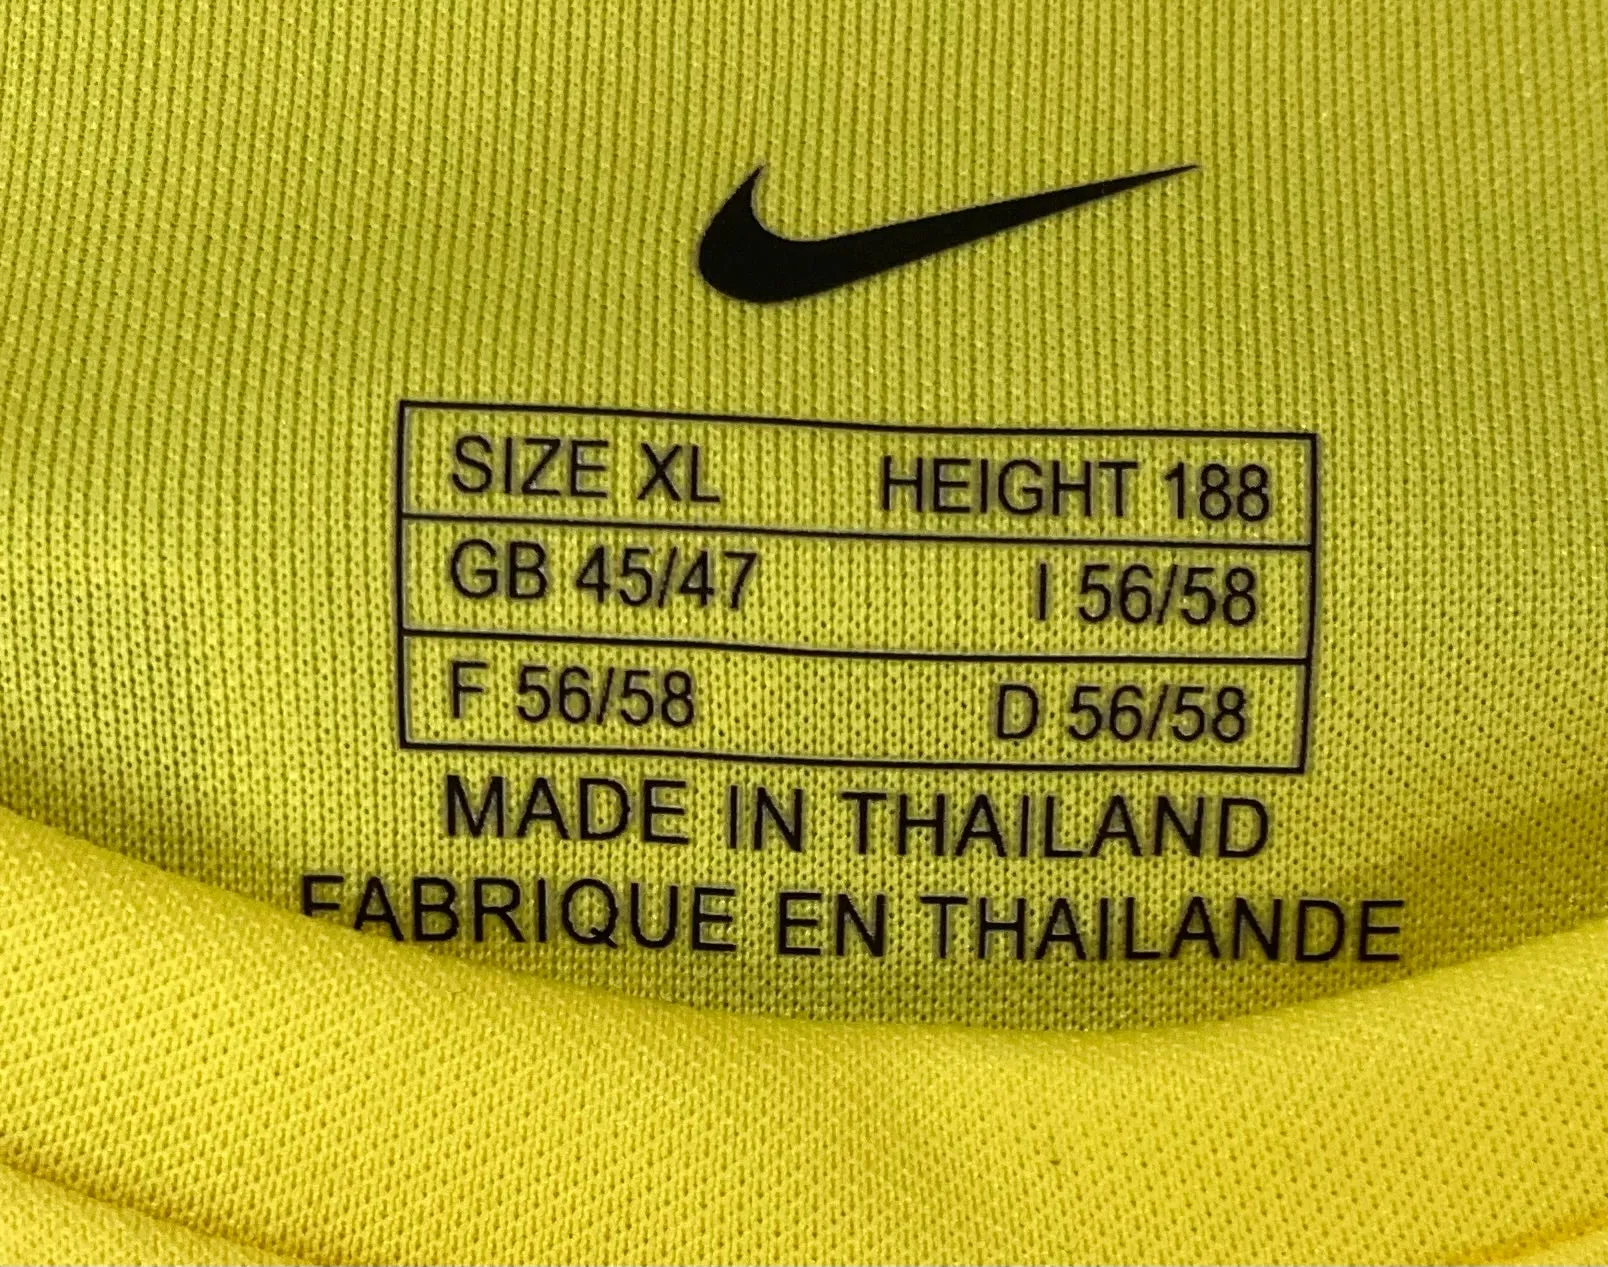 SIZE XL HEIGHT 188
GB 45/47 I 56/58
F 56/58 D 56/58
MADE IN THAILAND
FABRIQUE EN THAILANDE